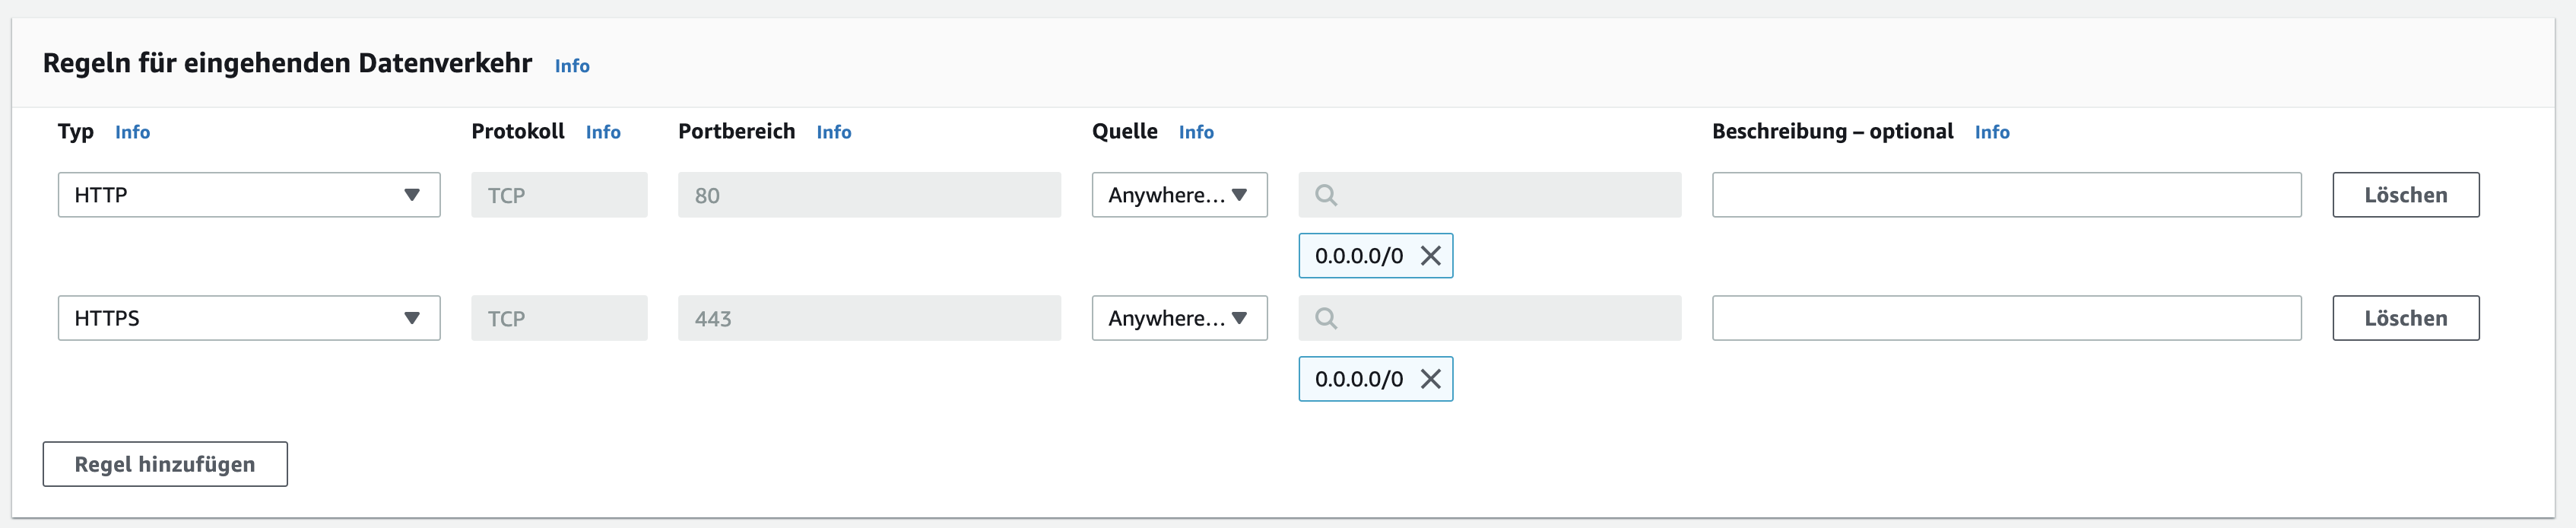 Regeln für eingehenden Datenverkehr Info
Typ Info Protokoll Info Portbereich Info Quelle Info Beschreibung – optional Info
HTTP TCP 80 Anywhere... Löschen
0.0.0.0/0
HTTPS TCP 443 Anywhere... Löschen
0.0.0.0/0
Regel hinzufügen